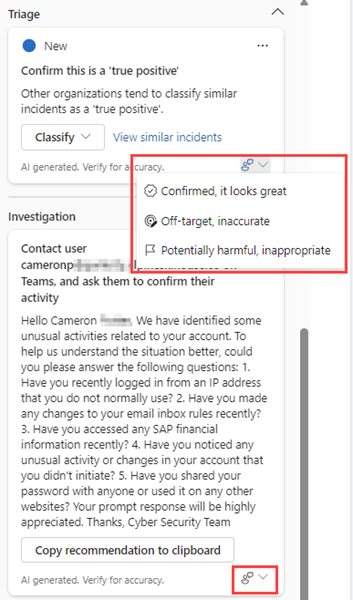 Triage
New
Confirm this is a 'true positive'
Other organizations tend to classify similar
incidents as a 'true positive'.
Classify
View similar incidents
AI generated. Verify for accuracy.
Confirmed, it looks great
Off-target, inaccurate
Potentially harmful, inappropriate
Investigation
Contact user
cameronp
Teams, and ask them to confirm their
activity
Hello Cameron We have identified some
unusual activities related to your account. To
help us understand the situation better, could
you please answer the following questions: 1.
Have you recently logged in from an IP address
that you do not normally use? 2. Have you made
any changes to your email inbox rules recently?
3. Have you accessed any SAP financial
information recently? 4. Have you noticed any
unusual activity or changes in your account that
you didn't initiate? 5. Have you shared your
password with anyone or used it on any other
websites? Your prompt response will be highly
appreciated. Thanks, Cyber Security Team
Copy recommendation to clipboard
AI generated. Verify for accuracy.